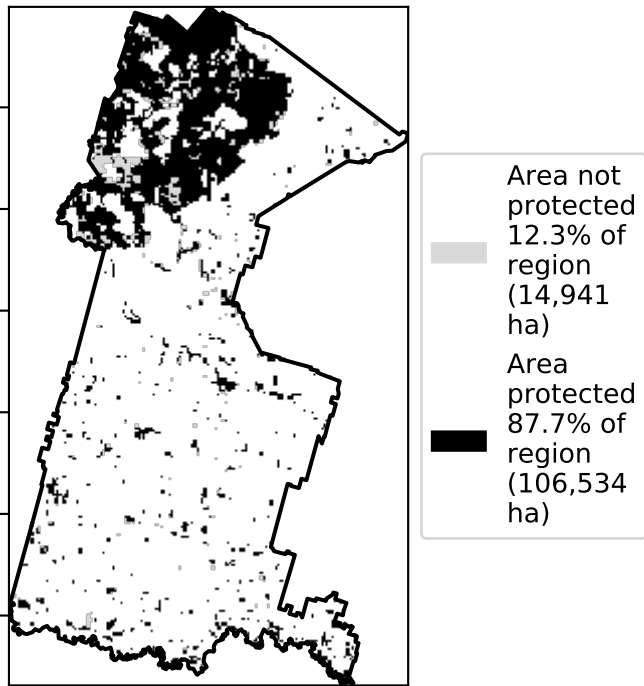 Area not
protected
12.3% of
region
(14,941
ha)
Area
protected
87.7% of
region
(106,534
ha)